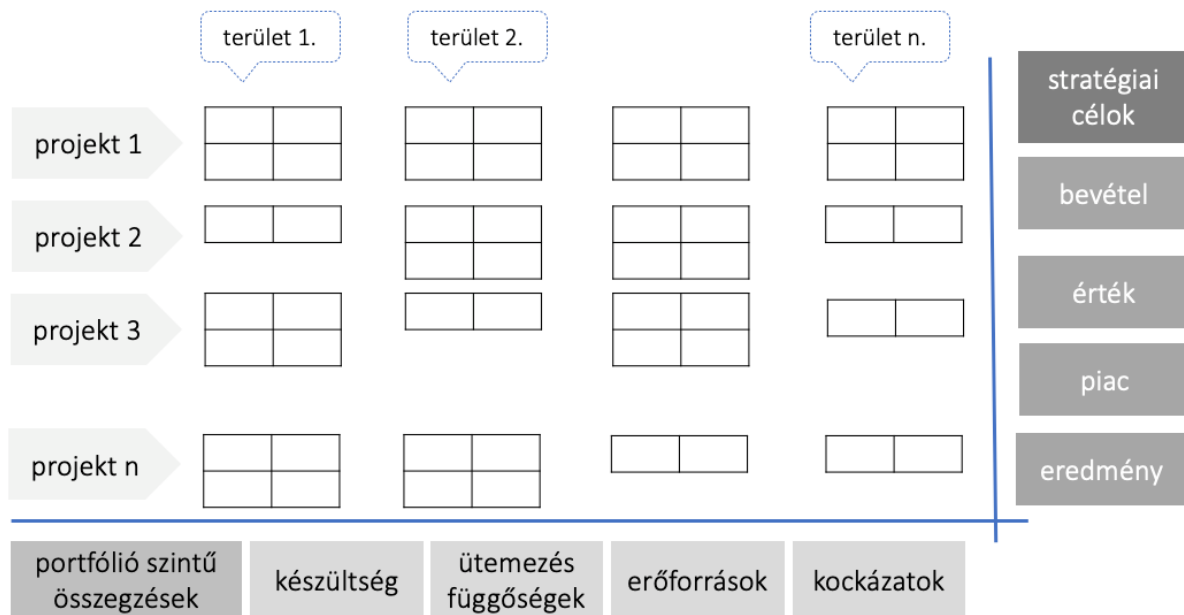 terület 1.
terület 2.
terület n.
projekt 1
projekt 2
projekt 3
projekt n
stratégiai
célok
bevétel
érték
piac
eredmény
portfólió szintű
összegzések
készültség
ütemezés
függőségek
erőforrások
kockázatok